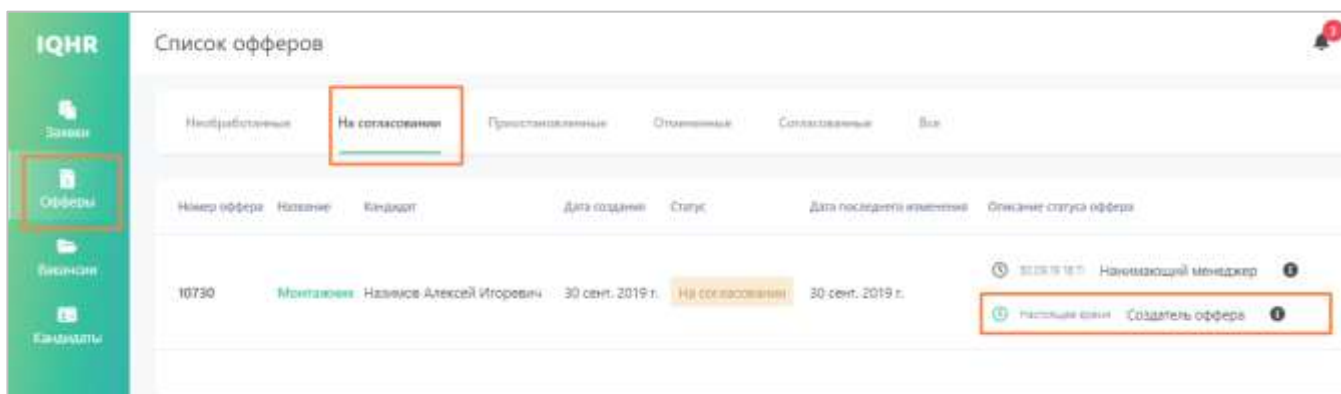 IQHR
Список офферов
3
Заявки
Необработанные На согласовании Приостановленные Отмененные Согласованные Все
Офферы
Номер оффера Название Кандидат Дата создания Статус Дата последнего изменения Описание статуса оффера
Вакансии
Нанимающий менеджер
10730 Монтажник Назимов Алексей Игоревич 30 сент. 2019 г. На согласовании 30 сент. 2019 г.
Настоящее время Создатель оффера
Кандидаты